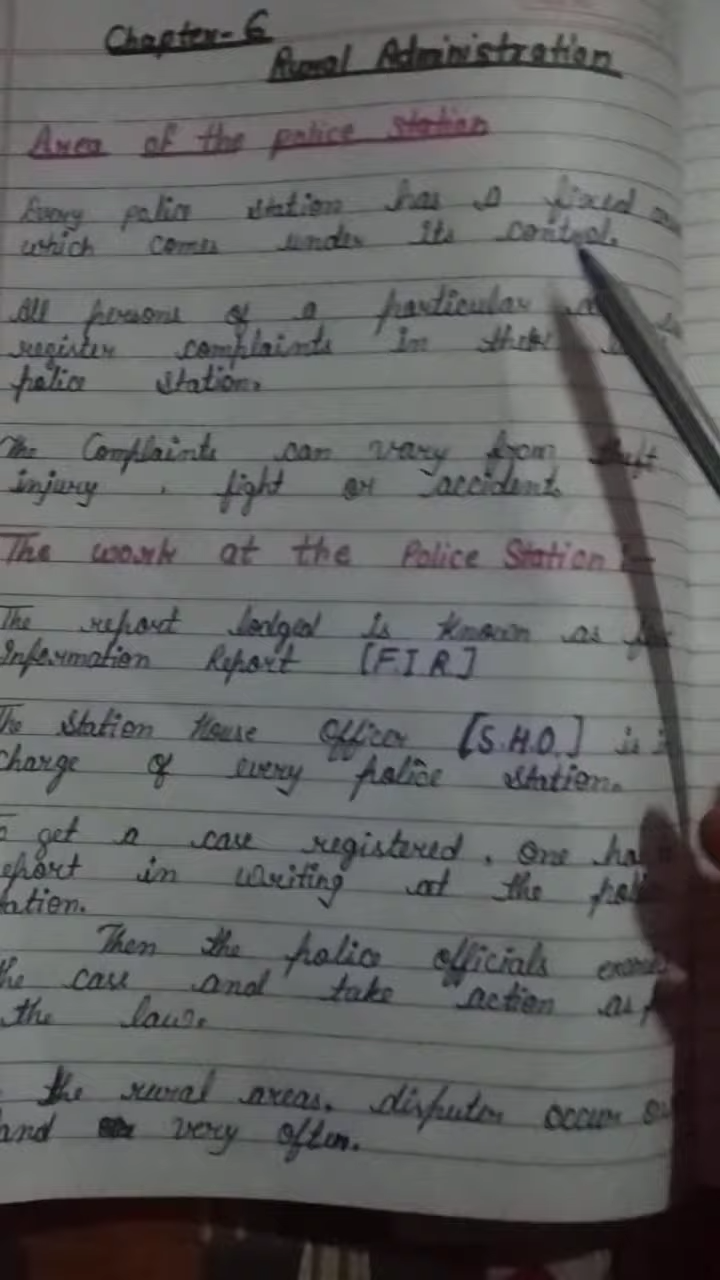 Chapter-6
Rural Administration
Area of the police station
Every police station has a fixed
which comes under its control.
All persons of a particular
register complaints in their
police station.
The Complaints can vary from theft
injury, fight or accident.
The work at the Police Station :-
The report lodged is known as
Information Report [F.I.R]
The Station House Officer [S.H.O.] is
charge of every police station.
get a case registered, One
in writing at the
Then the police officials
the case and take action as
the law.
the rural areas, disputes occur
very often.